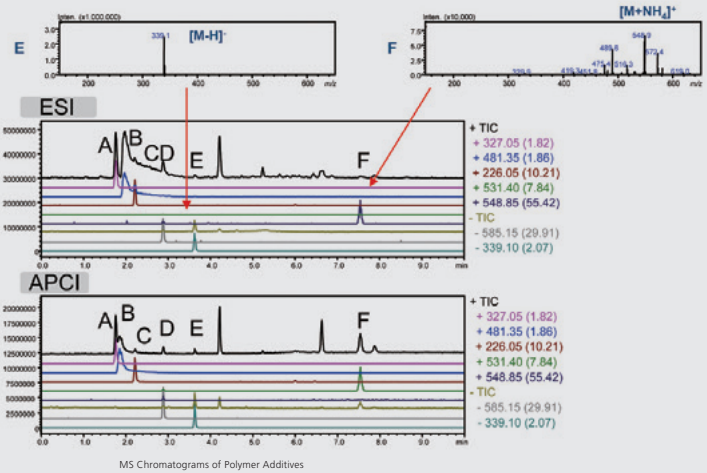 Inten. (x1,000,000)
E
3.0
2.0
1.0
0.0
339.1
[M-H]-
200 300 400 500 600 m/z
Inten. (x10,000)
F
7.5
5.0
2.5
0.0
[M+NH4]+
548.9
489.8
572.4
200 300 400 500 600 m/z
ESI
50000000
40000000
30000000
20000000
10000000
0
A B C D E F
0.0 1.0 2.0 3.0 4.0 5.0 6.0 7.0 8.0 9.0 min
+ TIC
+ 327.05 (1.82)
+ 481.35 (1.86)
+ 226.05 (10.21)
+ 531.40 (7.84)
+ 548.85 (55.42)
- TIC
- 585.15 (29.91)
- 339.10 (2.07)
APCI
20000000
17500000
15000000
12500000
10000000
7500000
5000000
2500000
0
A B C D E F
0.0 1.0 2.0 3.0 4.0 5.0 6.0 7.0 8.0 9.0 min
+ TIC
+ 327.05 (1.82)
+ 481.35 (1.86)
+ 226.05 (10.21)
+ 531.40 (7.84)
+ 548.85 (55.42)
- TIC
- 585.15 (29.91)
- 339.10 (2.07)
MS Chromatograms of Polymer Additives